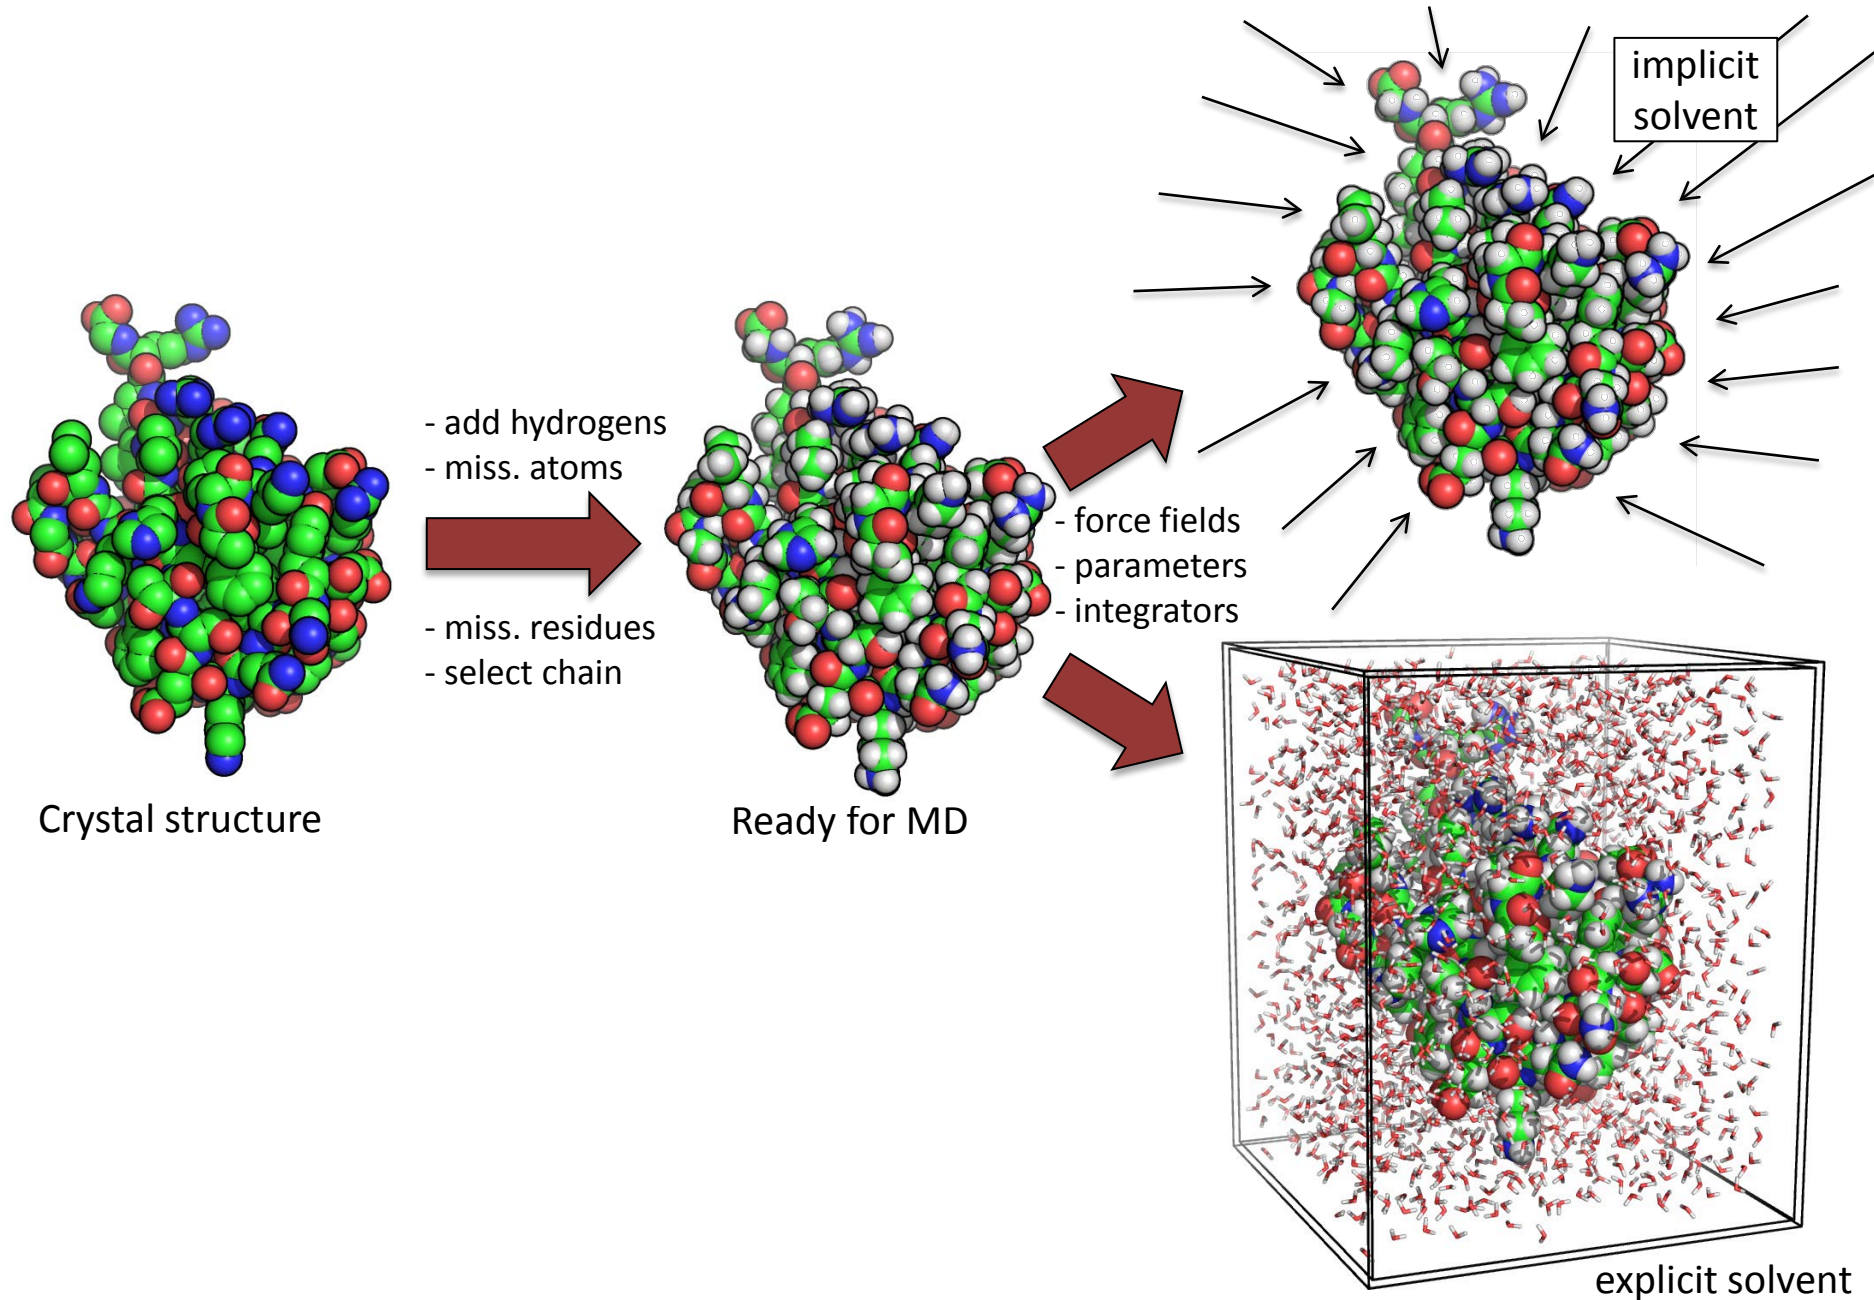 implicit
solvent
- add hydrogens
- miss. atoms
- miss. residues
- select chain
- force fields
- parameters
- integrators
Crystal structure
Ready for MD
explicit solvent